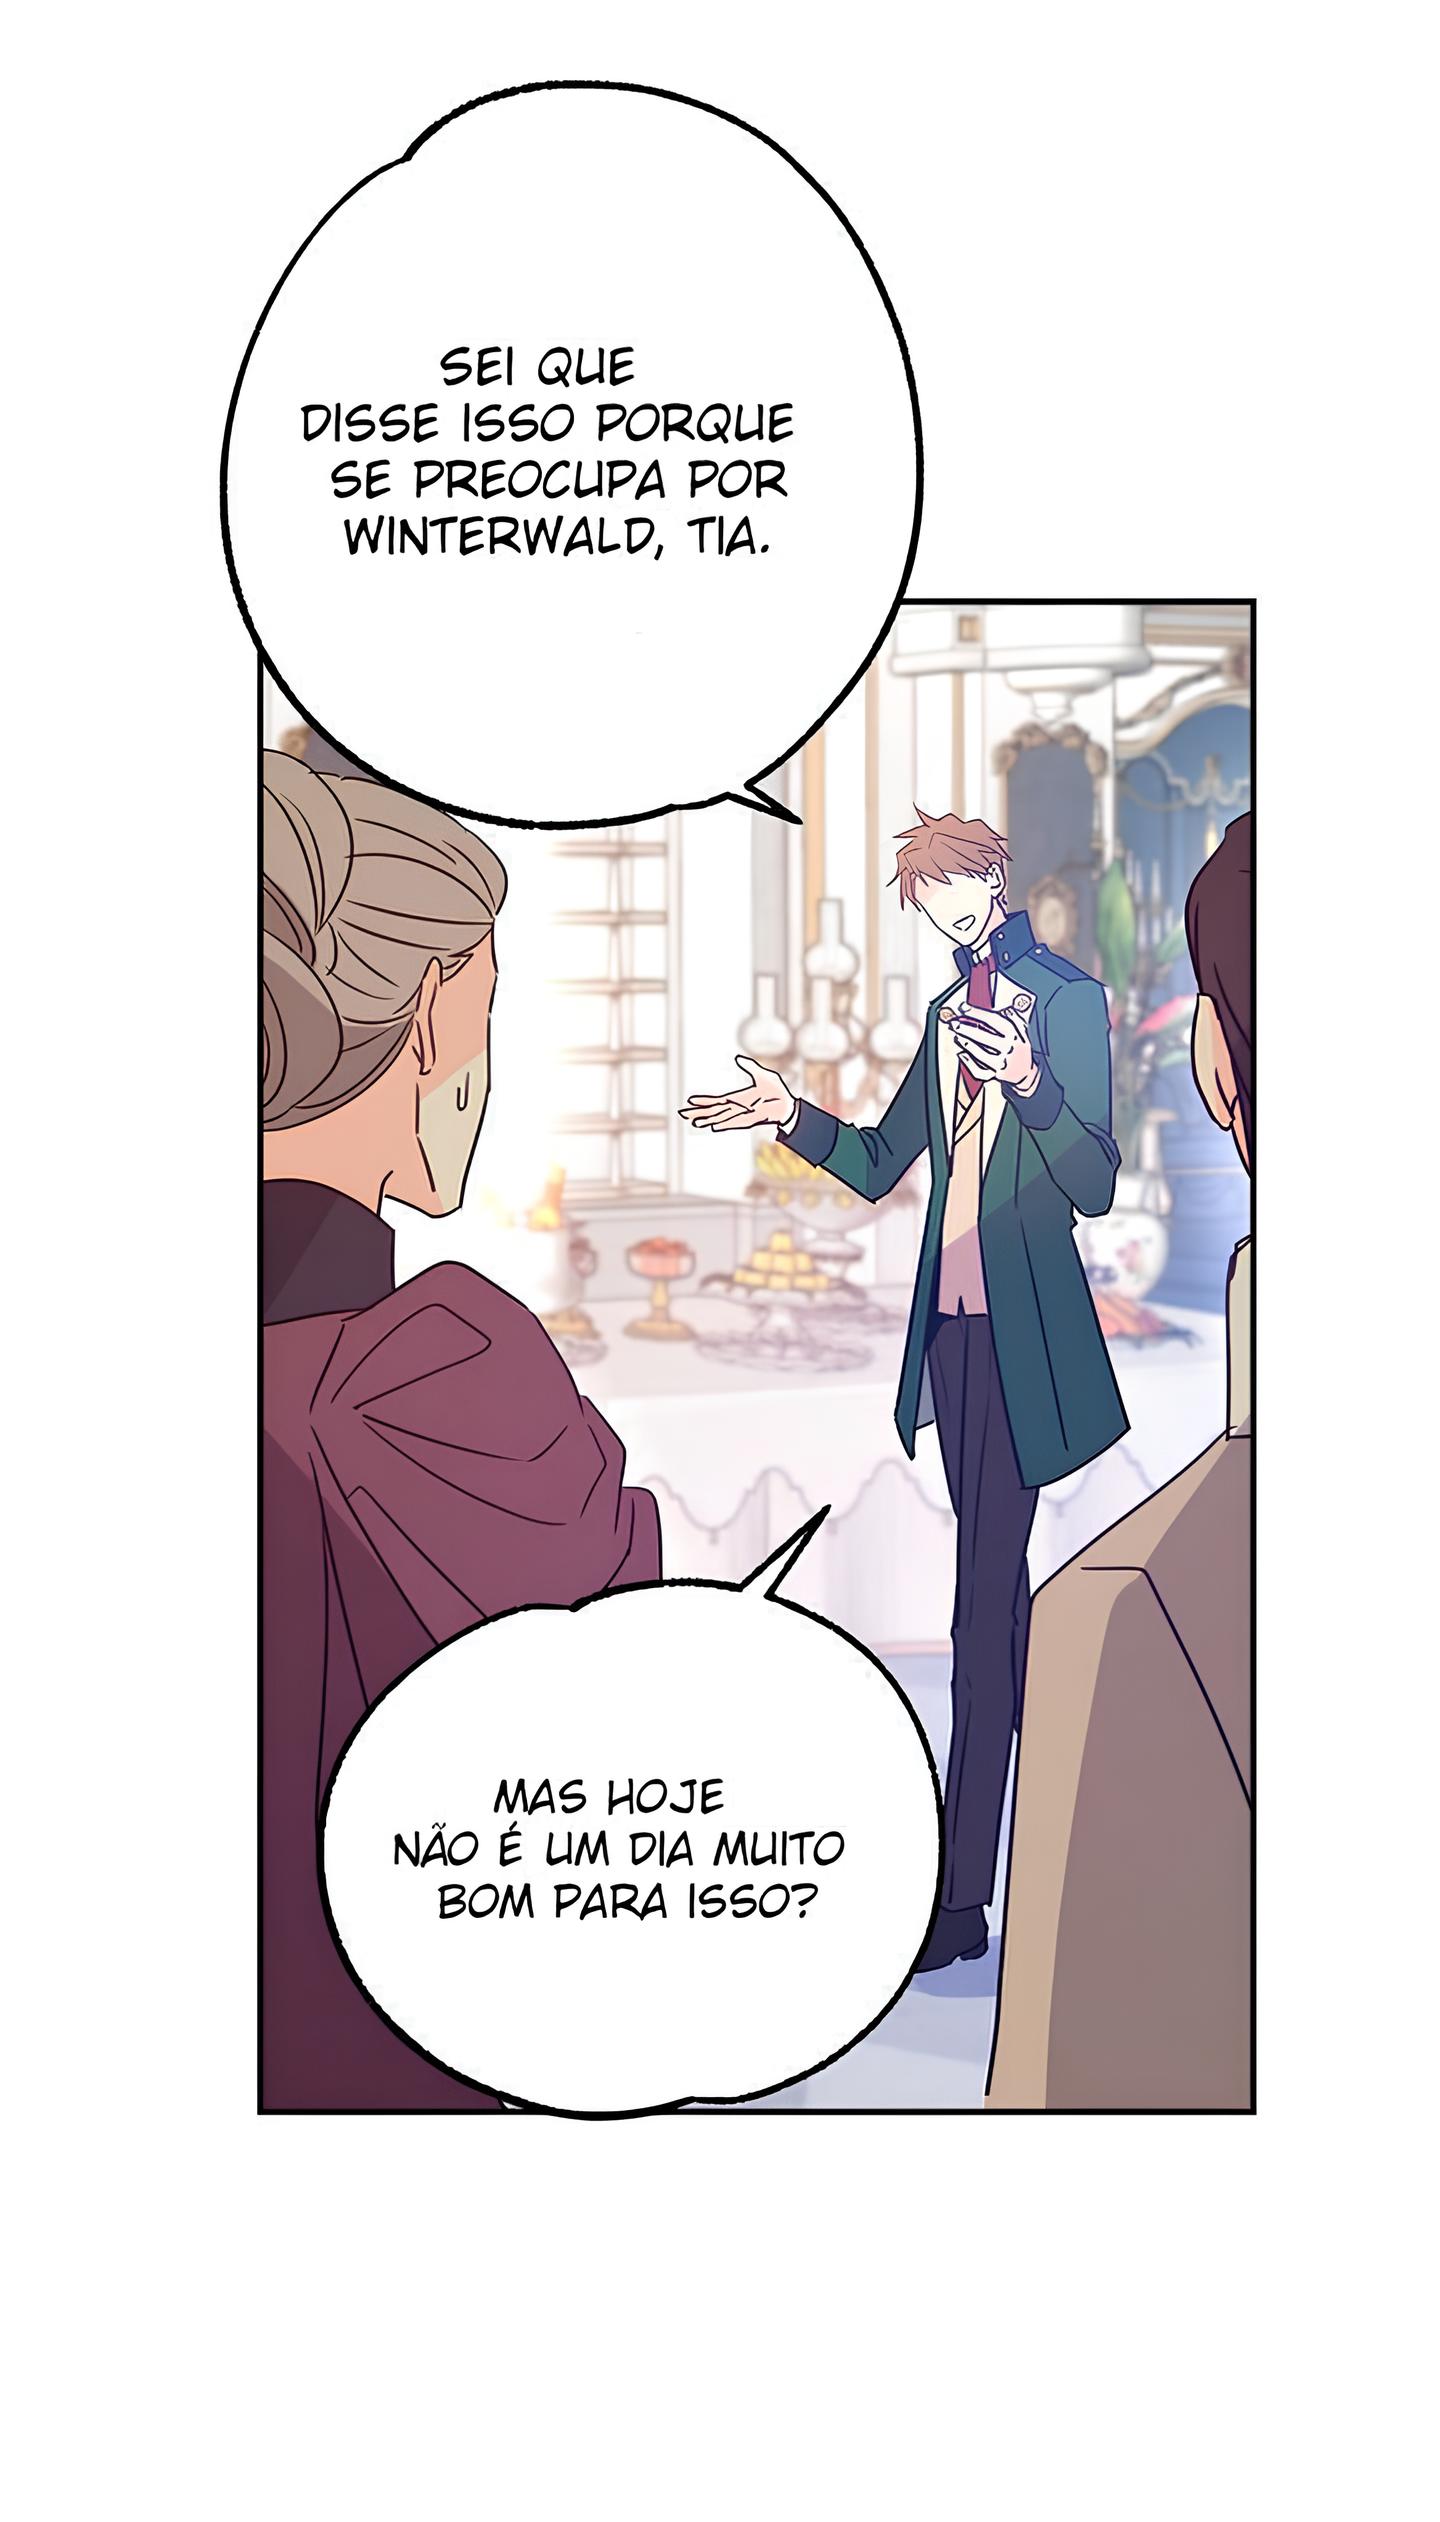 SEI QUE
DISSE ISSO PORQUE
SE PREOCUPA POR
WINTERWALD, TIA.
MAS HOJE
NÃO É UM DIA MUITO
BOM PARA ISSO?